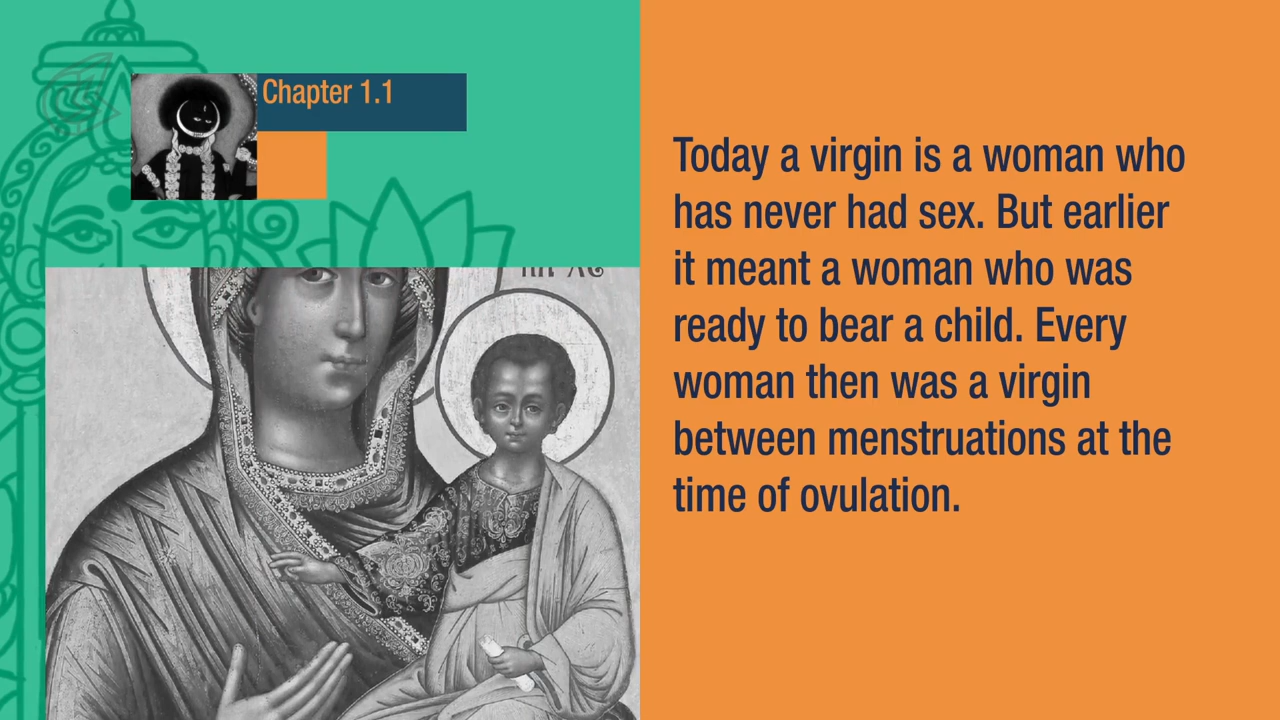 Chapter 1.1
Today a virgin is a woman who
has never had sex. But earlier
it meant a woman who was
ready to bear a child. Every
woman then was a virgin
between menstruations at the
time of ovulation.